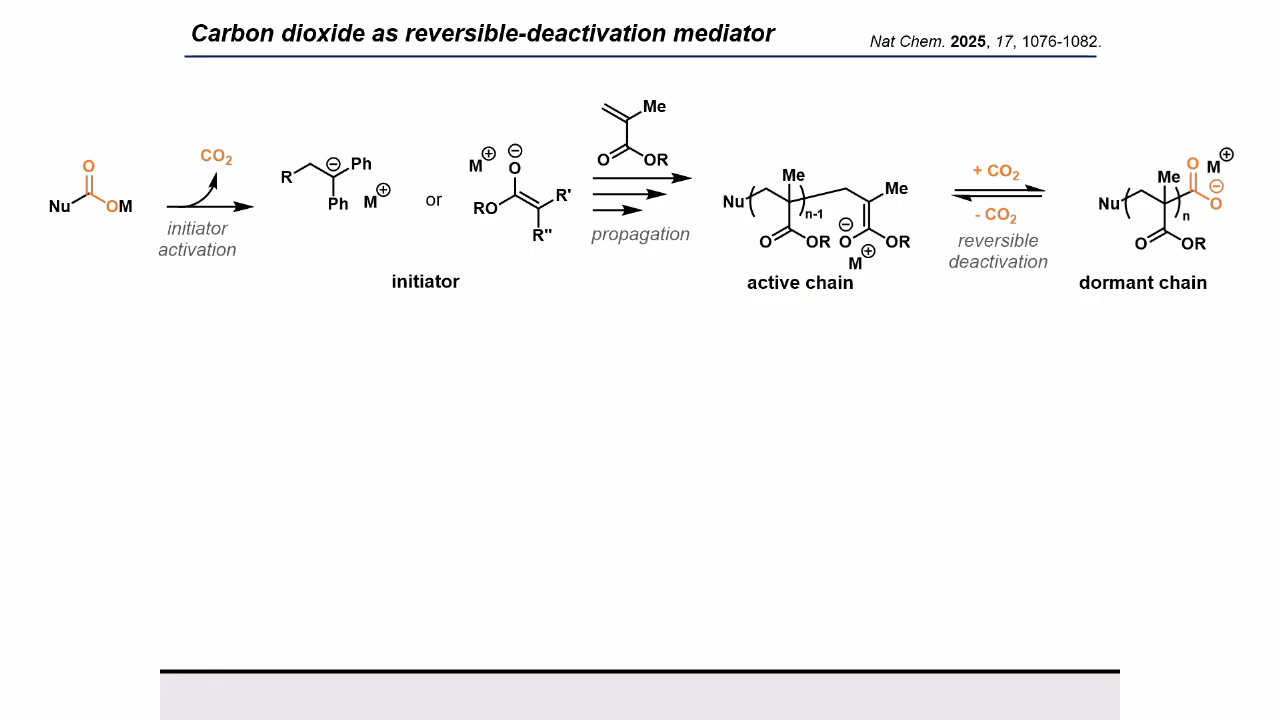 Carbon dioxide as reversible-deactivation mediator
Nat Chem. 2025, 17, 1076-1082.
O
Nu
OM
CO2
initiator
activation
R
⊖
Ph
Ph
M⊕
or
M⊕
⊖
O
RO
R'
R''
initiator
Me
O
OR
propagation
Nu
Me
n-1
O
OR
Me
⊖
O
OR
M⊕
active chain
+ CO2
- CO2
reversible
deactivation
Nu
Me
n
O
OR
O
⊖
O
M⊕
dormant chain